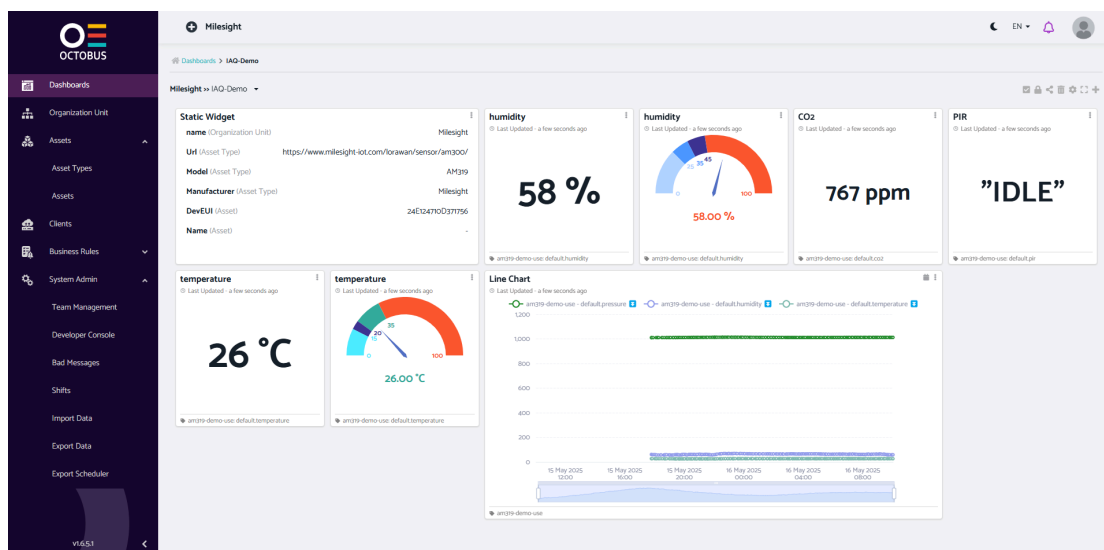 OCTOBUS
Milesight
EN
Dashboards > IAQ-Demo
Milesight » IAQ-Demo
Dashboards
Organization Unit
Assets
Asset Types
Assets
Clients
Business Rules
System Admin
Team Management
Developer Console
Bad Messages
Shifts
Import Data
Export Data
Export Scheduler
v1.6.5.1
Static Widget
name (Organization Unit) Milesight
Url (Asset Type) https://www.milesight-iot.com/lorawan/sensor/am300/
Model (Asset Type) AM319
Manufacturer (Asset Type) Milesight
DevEUI (Asset) 24E124710D371756
Name (Asset) -
humidity
Last Updated - a few seconds ago
58 %
am319-demo-use: default.humidity
humidity
Last Updated - a few seconds ago
0 15 35 45 100
58.00 %
am319-demo-use: default.humidity
CO2
Last Updated - a few seconds ago
767 ppm
am319-demo-use: default.co2
PIR
Last Updated - a few seconds ago
"IDLE"
am319-demo-use: default.pir
temperature
Last Updated - a few seconds ago
26 °C
am319-demo-use: default.temperature
temperature
Last Updated - a few seconds ago
0 15 20 35 100
26.00 °C
am319-demo-use: default.temperature
Line Chart
Last Updated - a few seconds ago
am319-demo-use - default.pressure am319-demo-use - default.humidity am319-demo-use - default.temperature
1200
1,000
800
600
400
200
0
15 May 2025 12:00
15 May 2025 16:00
15 May 2025 20:00
16 May 2025 00:00
16 May 2025 04:00
16 May 2025 08:00
am319-demo-use